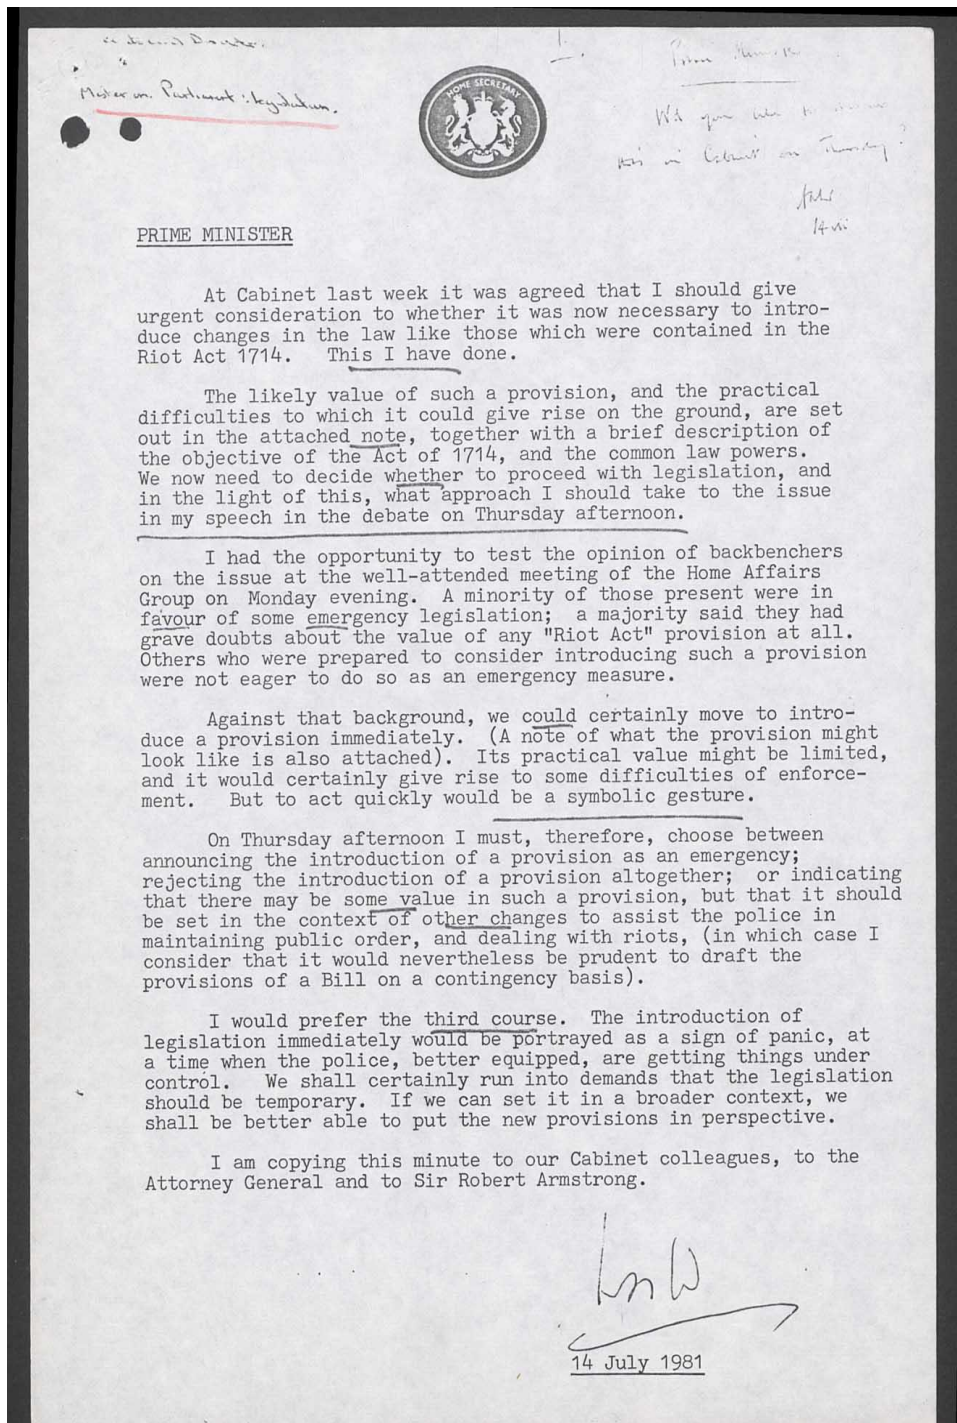 Master on Parliament: legislation.
HOME SECRETARY
Prime Minister
Wd you like to
this in Cabinet on Thursday?
14.vii
PRIME MINISTER
At Cabinet last week it was agreed that I should give
urgent consideration to whether it was now necessary to intro-
duce changes in the law like those which were contained in the
Riot Act 1714. This I have done.
The likely value of such a provision, and the practical
difficulties to which it could give rise on the ground, are set
out in the attached note, together with a brief description of
the objective of the Act of 1714, and the common law powers.
We now need to decide whether to proceed with legislation, and
in the light of this, what approach I should take to the issue
in my speech in the debate on Thursday afternoon.
I had the opportunity to test the opinion of backbenchers
on the issue at the well-attended meeting of the Home Affairs
Group on Monday evening. A minority of those present were in
favour of some emergency legislation; a majority said they had
grave doubts about the value of any "Riot Act" provision at all.
Others who were prepared to consider introducing such a provision
were not eager to do so as an emergency measure.
Against that background, we could certainly move to intro-
duce a provision immediately. (A note of what the provision might
look like is also attached). Its practical value might be limited,
and it would certainly give rise to some difficulties of enforce-
ment. But to act quickly would be a symbolic gesture.
On Thursday afternoon I must, therefore, choose between
announcing the introduction of a provision as an emergency;
rejecting the introduction of a provision altogether; or indicating
that there may be some value in such a provision, but that it should
be set in the context of other changes to assist the police in
maintaining public order, and dealing with riots, (in which case I
consider that it would nevertheless be prudent to draft the
provisions of a Bill on a contingency basis).
I would prefer the third course. The introduction of
legislation immediately would be portrayed as a sign of panic, at
a time when the police, better equipped, are getting things under
control. We shall certainly run into demands that the legislation
should be temporary. If we can set it in a broader context, we
shall be better able to put the new provisions in perspective.
I am copying this minute to our Cabinet colleagues, to the
Attorney General and to Sir Robert Armstrong.
14 July 1981